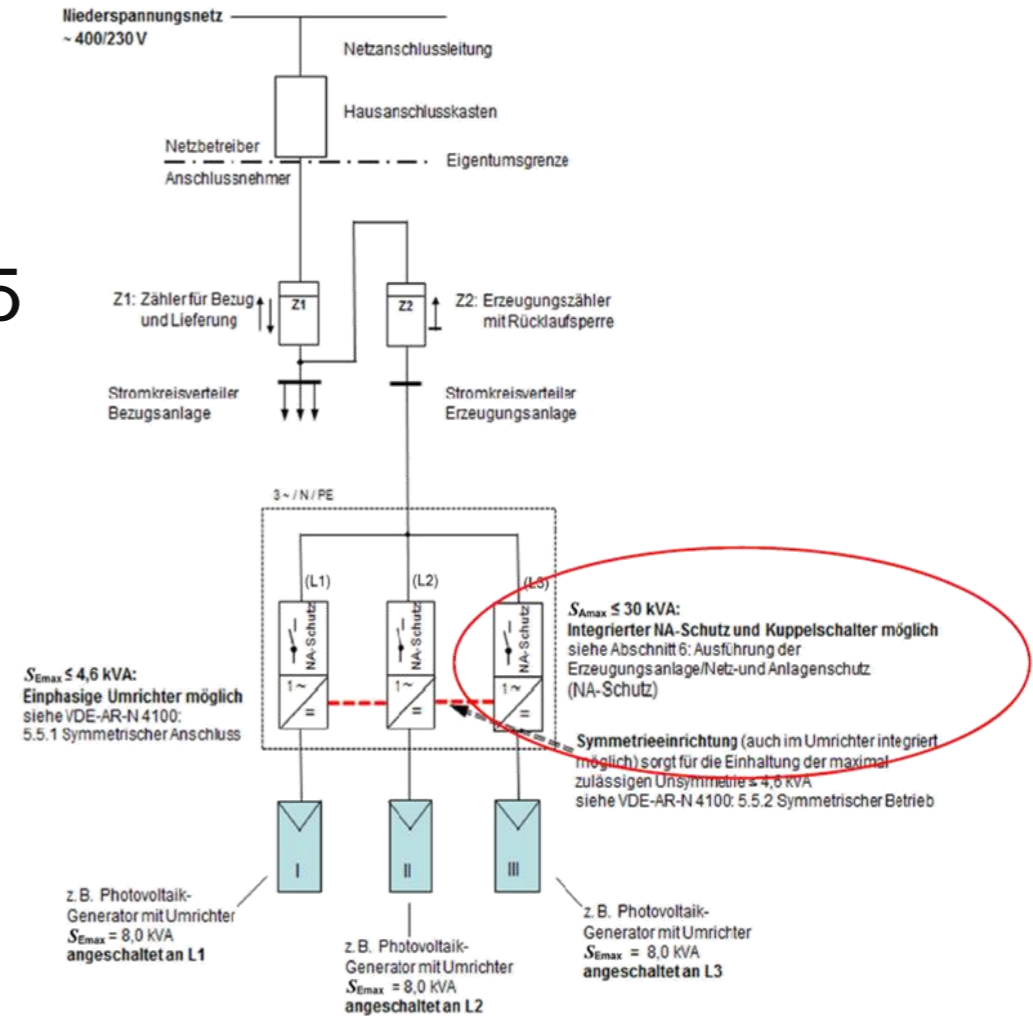 Niederspannungsnetz
~ 400/230 V
Netzanschlussleitung
Hausanschlusskasten
Netzbetreiber
Eigentumsgrenze
Anschlussnehmer
5
Z1: Zähler für Bezug
und Lieferung
Z1
Z2
Z2: Erzeugungszähler
mit Rücklaufsperre
Stromkreisverteiler
Bezugsanlage
Stromkreisverteiler
Erzeugungsanlage
3~/N/PE
(L1)
(L2)
(L3)
NA-Schutz
NA-Schutz
NA-Schutz
1~
=
1~
=
1~
=
SEmax ≤ 4,6 kVA:
Einphasige Umrichter möglich
siehe VDE-AR-N 4100:
5.5.1 Symmetrischer Anschluss
SAmax ≤ 30 kVA:
Integrierter NA-Schutz und Kuppelschalter möglich
siehe Abschnitt 6: Ausführung der
Erzeugungsanlage/Netz-und Anlagenschutz
(NA-Schutz)
Symmetrieeinrichtung (auch im Umrichter integriert
möglich) sorgt für die Einhaltung der maximal
zulässigen Unsymmetrie ≤ 4,6 kVA
siehe VDE-AR-N 4100: 5.5.2 Symmetrischer Betrieb
I
II
III
z. B. Photovoltaik-
Generator mit Umrichter
SEmax = 8,0 kVA
angeschaltet an L1
z. B. Photovoltaik-
Generator mit Umrichter
SEmax = 8,0 kVA
angeschaltet an L2
z. B. Photovoltaik-
Generator mit Umrichter
SEmax = 8,0 kVA
angeschaltet an L3